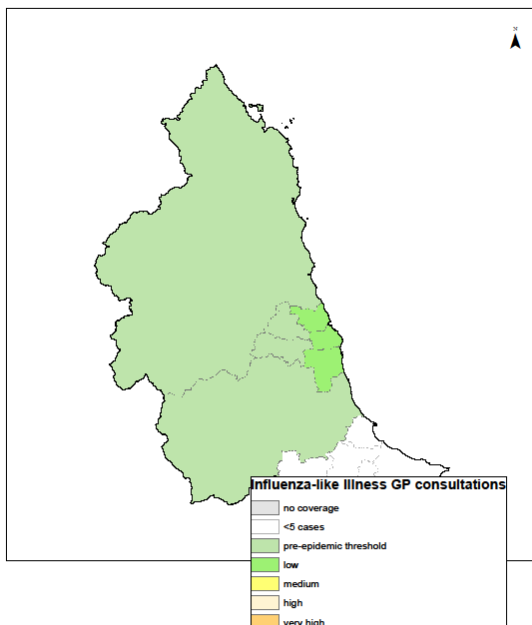 Influenza-like Illness GP consultations
no coverage
<5 cases
pre-epidemic threshold
low
medium
high
very high